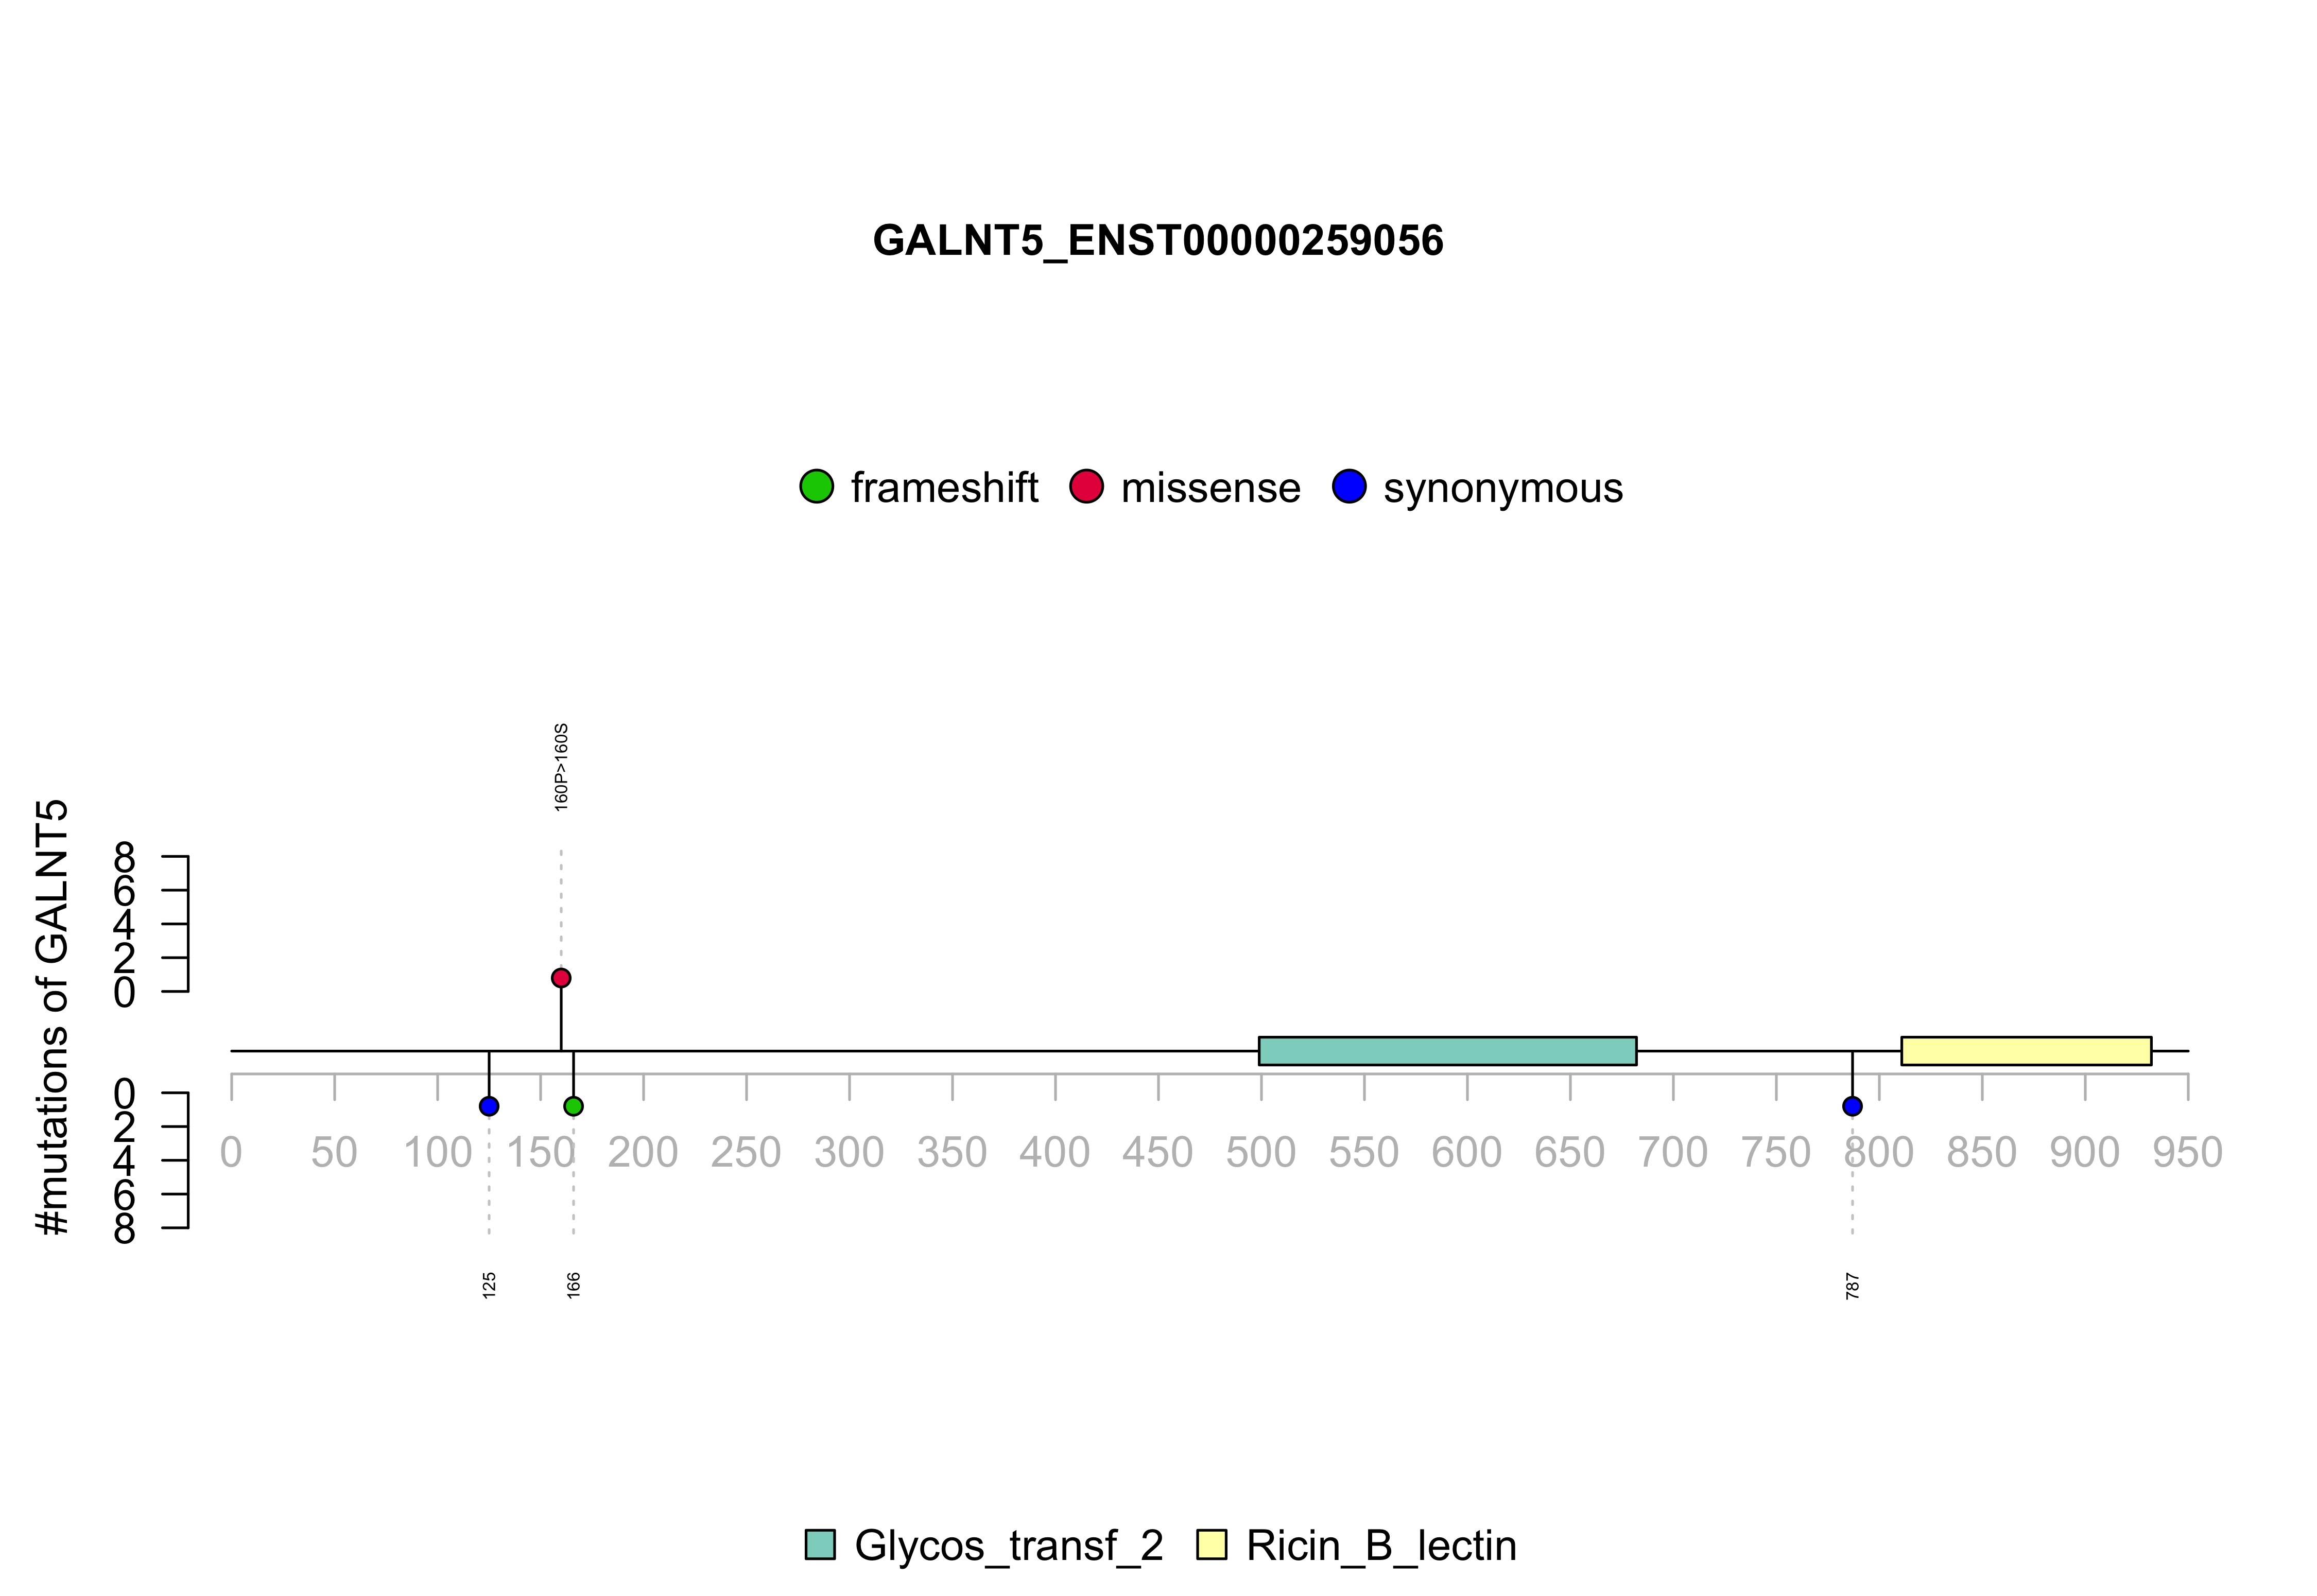 GALNT5_ENST00000259056
frameshift missense synonymous
160P>160S
#mutations of GALNT5
8
6
4
2
0
0
2
4
6
8
0 50 100 150 200 250 300 350 400 450 500 550 600 650 700 750 800 850 900 950
125 166 787
Glycos_transf_2 Ricin_B_lectin